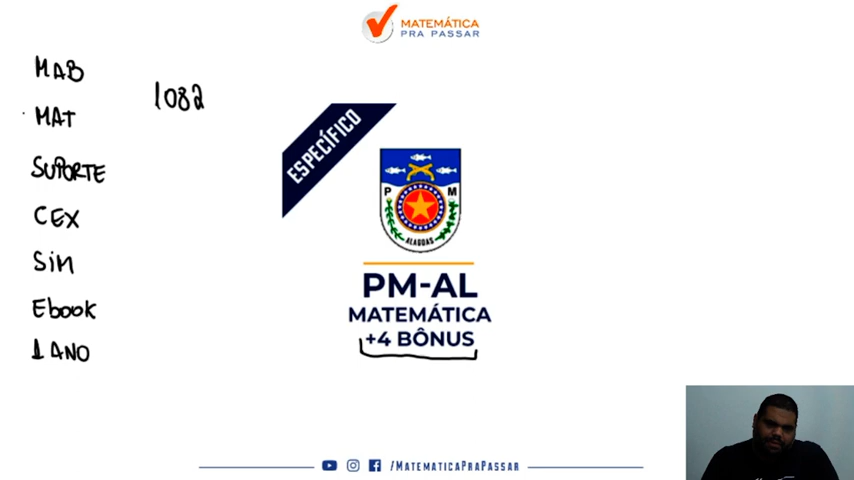 MATEMÁTICA
PRA PASSAR
MAB
1082
MAT
SUPORTE
CEX
Sim
Ebook
1 ANO
ESPECÍFICO
P M
ALAGOAS
PM-AL
MATEMÁTICA
+4 BÔNUS
/MATEMATICAPRAPASSAR